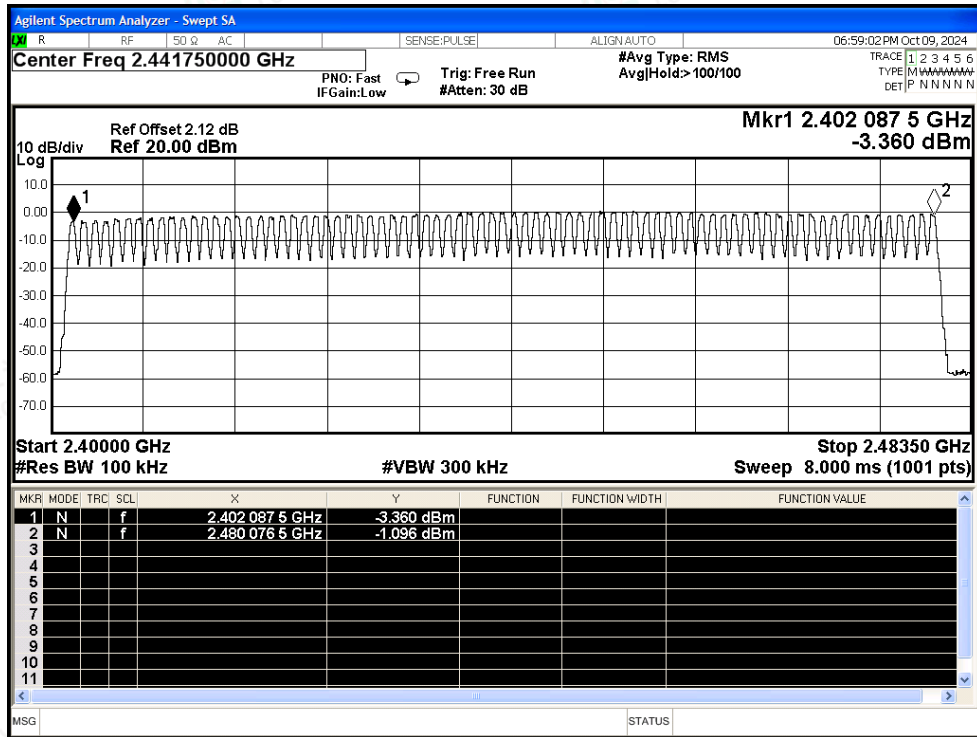 Agilent Spectrum Analyzer - Swept SA
LXI R RF 50 Ω AC SENSE:PULSE ALIGN AUTO 06:59:02 PM Oct 09, 2024
Center Freq 2.441750000 GHz
PNO: Fast
IFGain:Low
Trig: Free Run
#Atten: 30 dB
#Avg Type: RMS
Avg|Hold:>100/100
TRACE 1 2 3 4 5 6
TYPE M
DET P N N N N N
Ref Offset 2.12 dB
10 dB/div Ref 20.00 dBm
Log
Mkr1 2.402 087 5 GHz
-3.360 dBm
10.0
0.00
-10.0
-20.0
-30.0
-40.0
-50.0
-60.0
-70.0
1
2
Start 2.40000 GHz Stop 2.48350 GHz
#Res BW 100 kHz #VBW 300 kHz Sweep 8.000 ms (1001 pts)
MKR MODE TRC SCL X Y FUNCTION FUNCTION WIDTH FUNCTION VALUE
1 N f 2.402 087 5 GHz -3.360 dBm
2 N f 2.480 076 5 GHz -1.096 dBm
3
4
5
6
7
8
9
10
11
MSG STATUS